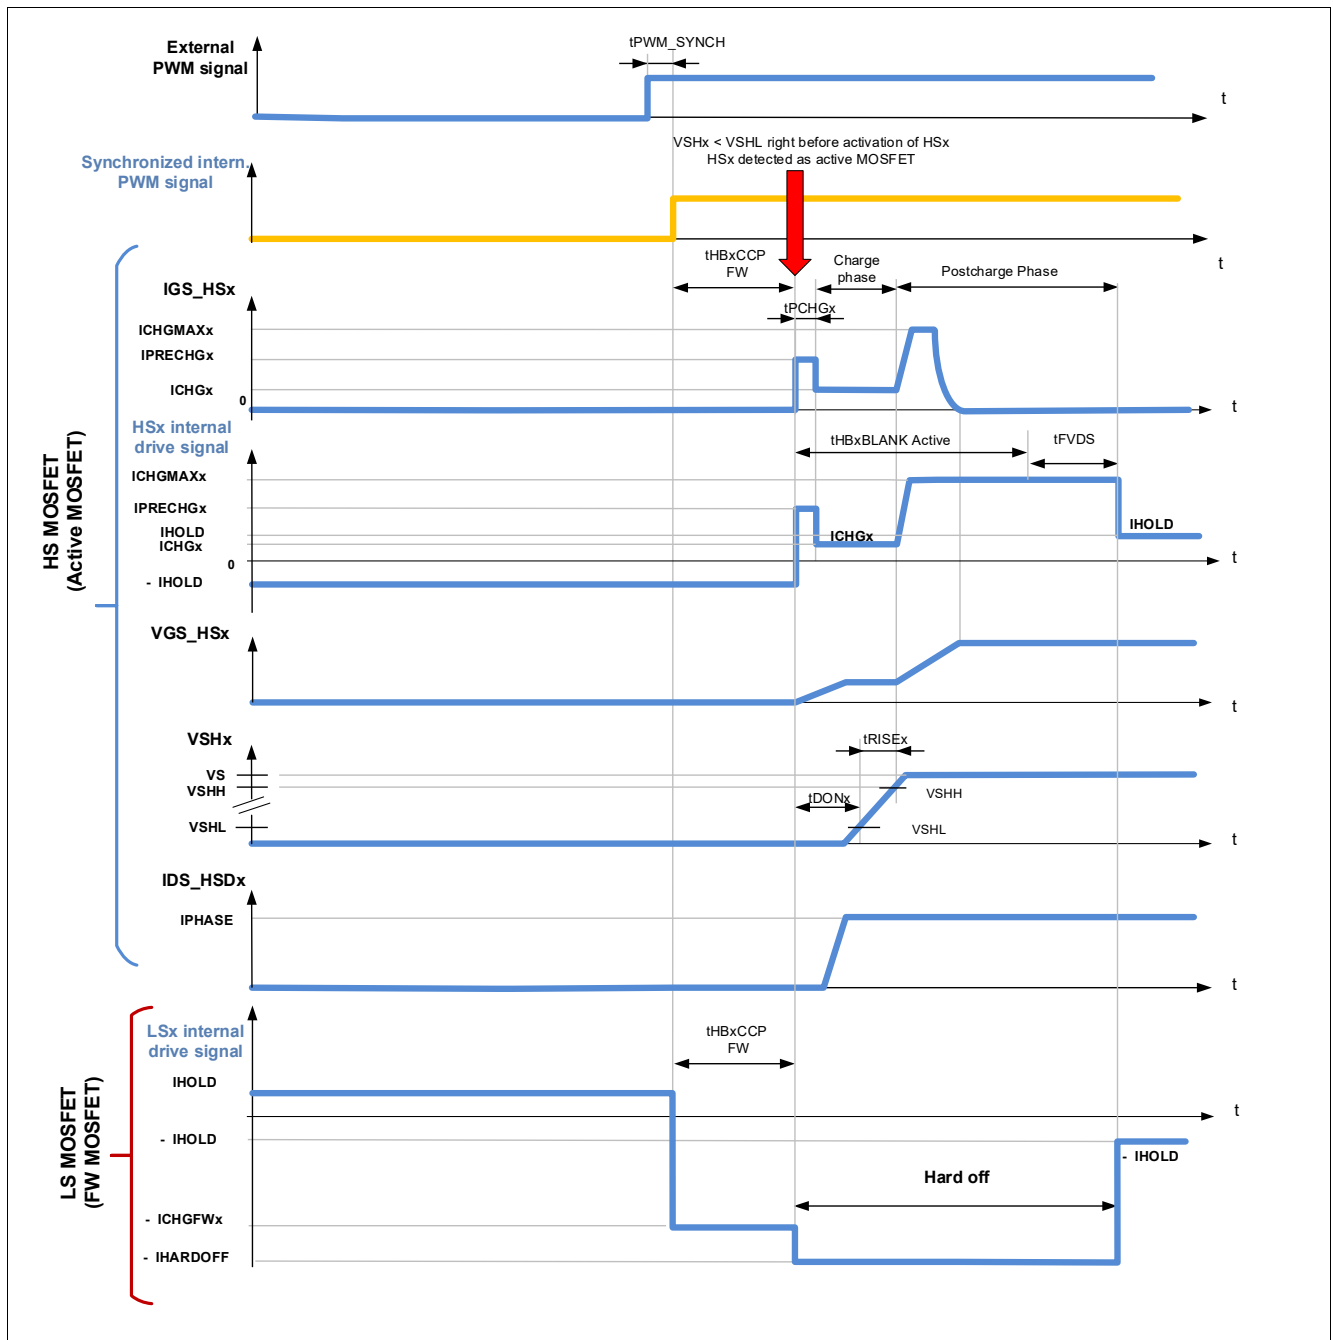 tPWM_SYNCH
External
PWM signal
t
VSHx < VSHL right before activation of HSx
HSx detected as active MOSFET
Synchronized intern.
PWM signal
t
tHBxCCP
FW
Charge
phase
Postcharge Phase
IGS_HSx
tPCHGx
ICHGMAXx
IPRECHGx
ICHGx
0
t
HSx internal
drive signal
tHBxBLANK Active
tFVDS
ICHGMAXx
IPRECHGx
IHOLD
ICHGx
ICHGx
IHOLD
0
t
- IHOLD
HS MOSFET
(Active MOSFET)
VGS_HSx
t
VSHx
tRISEx
VS
VSHH
VSHH
tDONx
VSHL
VSHL
t
IDS_HSDx
IPHASE
t
LSx internal
drive signal
tHBxCCP
FW
IHOLD
t
- IHOLD
- IHOLD
LS MOSFET
(FW MOSFET)
Hard off
- ICHGFWx
- IHARDOFF